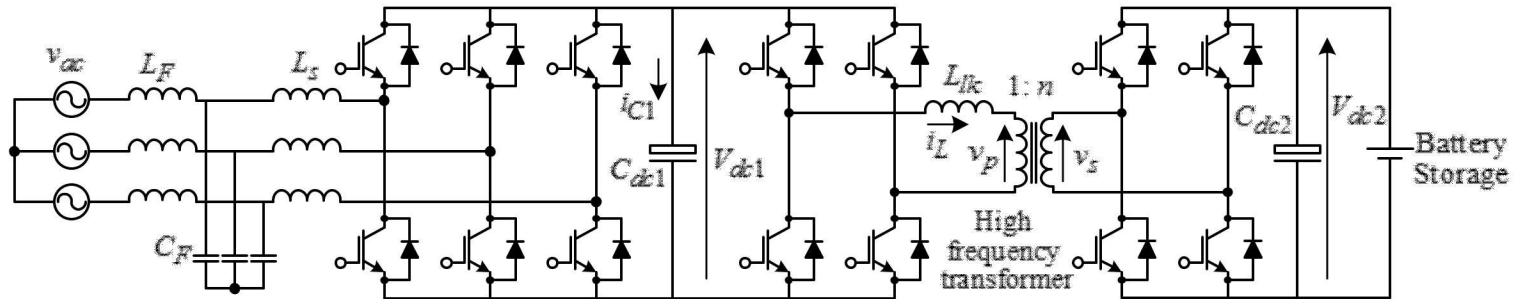 v_ac
L_F
L_s
C_F
i_C1
C_dc1
V_dc1
L_lk
1: n
i_L
v_p
v_s
High
frequency
transformer
C_dc2
V_dc2
Battery
Storage